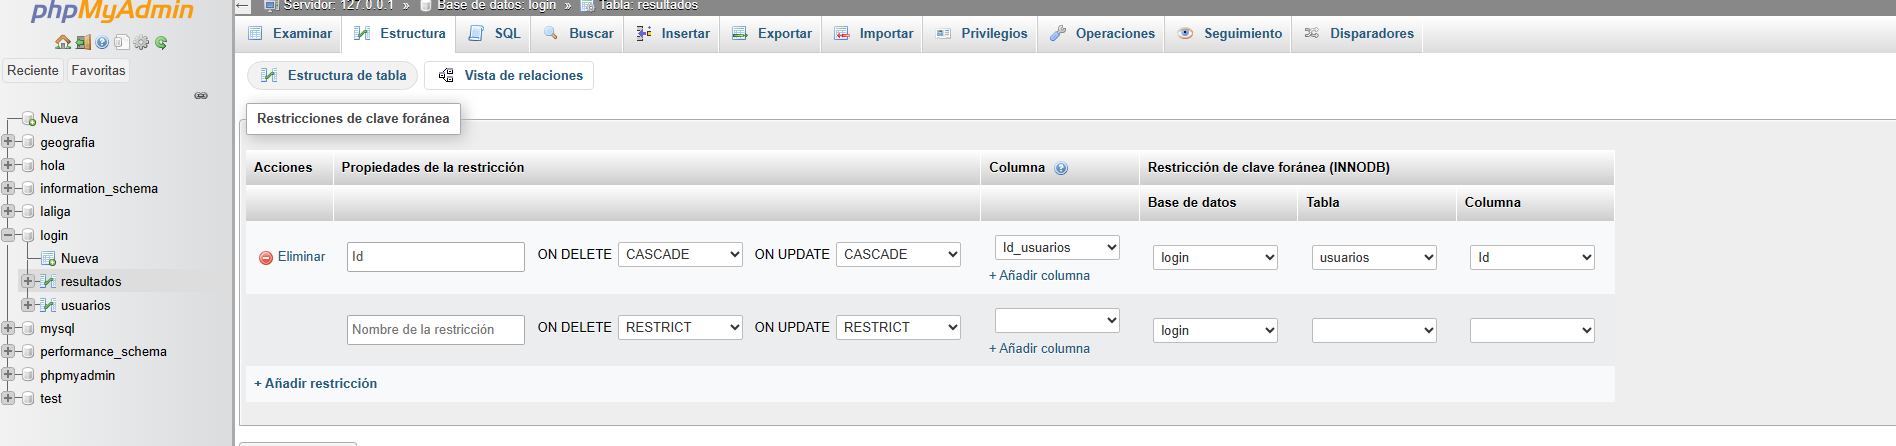 phpMyAdmin
Reciente Favoritas
Nueva
geografia
hola
information_schema
laliga
login
Nueva
resultados
usuarios
mysql
performance_schema
phpmyadmin
test
Servidor: 127.0.0.1 » Base de datos: login » Tabla: resultados
Examinar Estructura SQL Buscar Insertar Exportar Importar Privilegios Operaciones Seguimiento Disparadores
Estructura de tabla Vista de relaciones
Restricciones de clave foránea
Acciones Propiedades de la restricción Columna Restricción de clave foránea (INNODB)
Base de datos Tabla Columna
Eliminar Id ON DELETE CASCADE ON UPDATE CASCADE Id_usuarios login usuarios Id
+ Añadir columna
Nombre de la restricción ON DELETE RESTRICT ON UPDATE RESTRICT login
+ Añadir columna
+ Añadir restricción